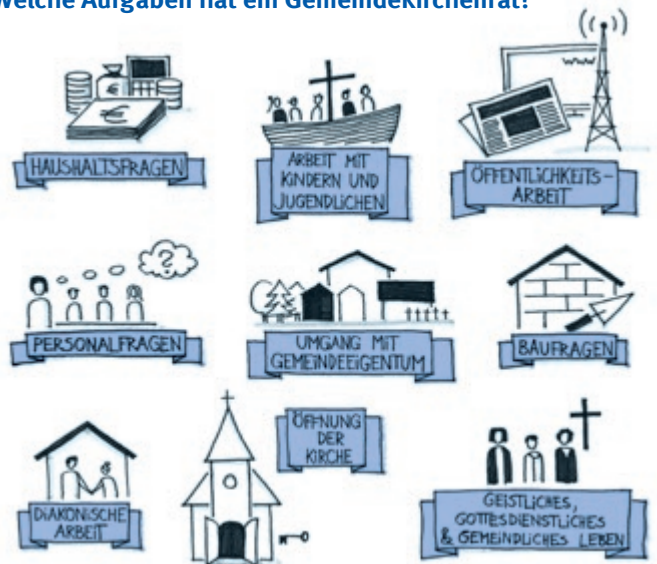 Welche Aufgaben hat ein Gemeindekirchenrat?
HAUSHALTSFRAGEN
ARBEIT MIT
KINDERN UND
JUGENDLICHEN
ÖFFENTLICHKEITS-
ARBEIT
PERSONALFRAGEN
UMGANG MIT
GEMEINDEEIGENTUM
BAUFRAGEN
DIAKONISCHE
ARBEIT
ÖFFNUNG
DER
KIRCHE
GEISTLICHES,
GOTTESDIENSTLICHES
& GEMEINDLICHES LEBEN